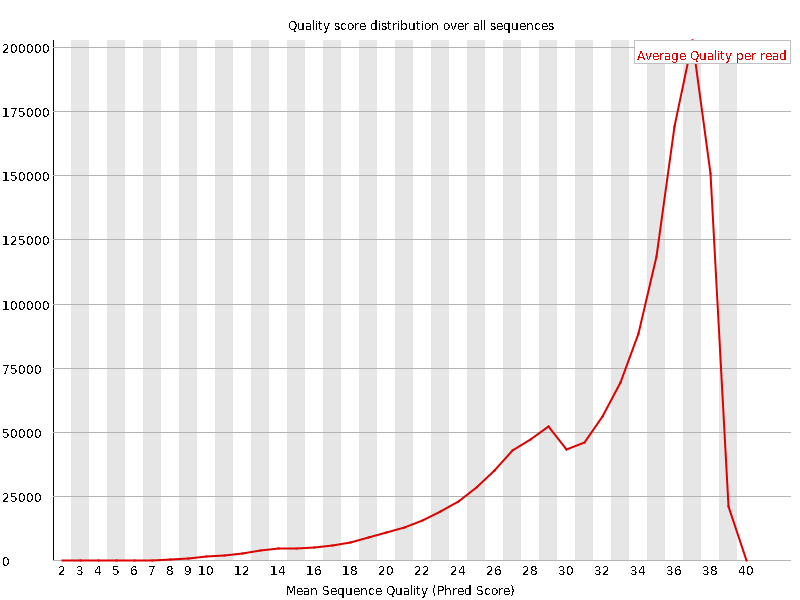 Quality score distribution over all sequences
Average Quality per read
200000
175000
150000
125000
100000
75000
50000
25000
0
2 3 4 5 6 7 8 9 10 12 14 16 18 20 22 24 26 28 30 32 34 36 38 40
Mean Sequence Quality (Phred Score)